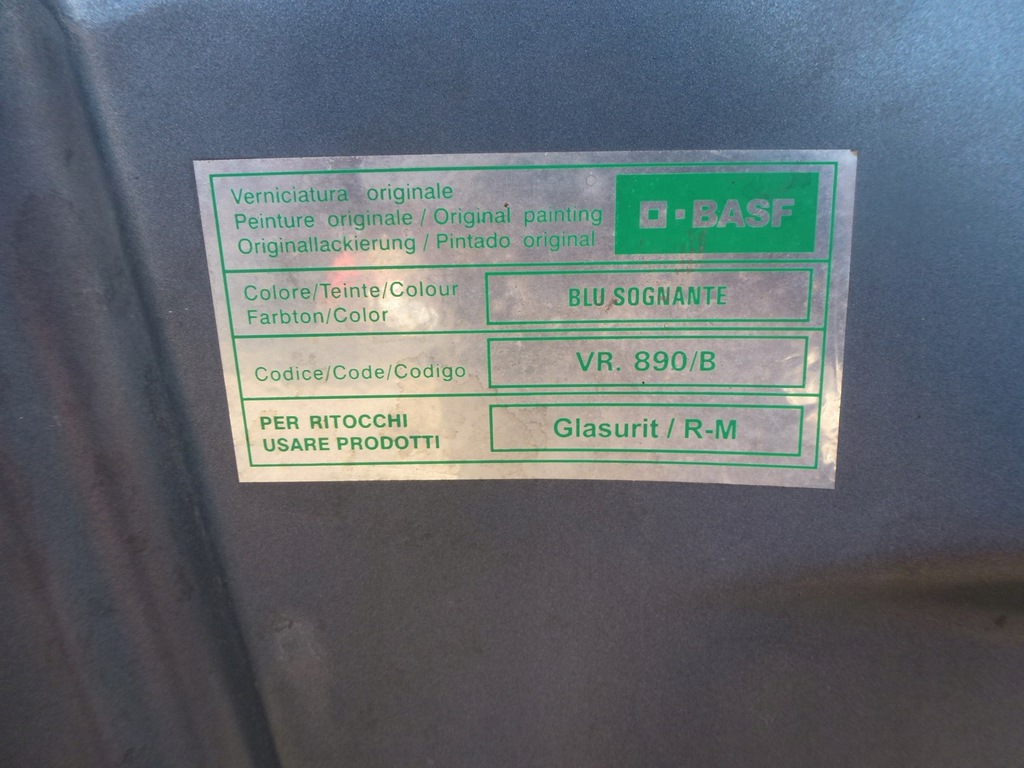 Verniciatura originale
Peinture originale / Original painting
Originallackierung / Pintado original
BASF
Colore/Teinte/Colour
Farbton/Color
BLU SOGNANTE
Codice/Code/Codigo
VR. 890/B
PER RITOCCHI
USARE PRODOTTI
Glasurit / R-M